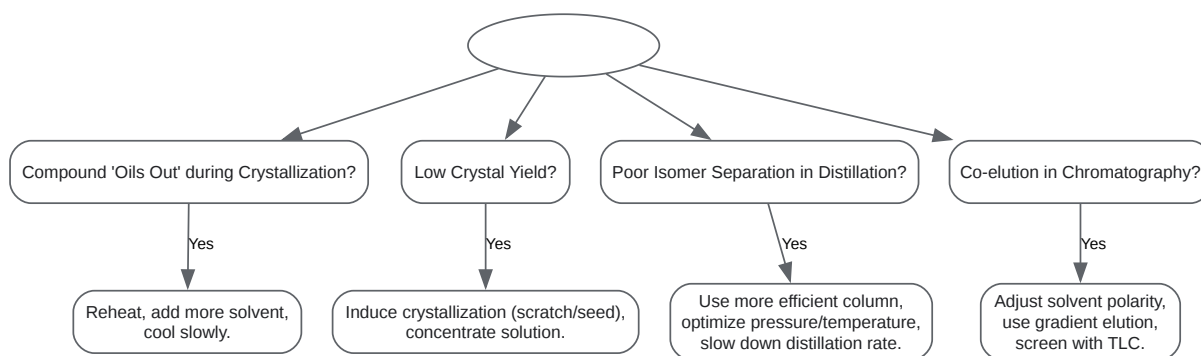 Compound 'Oils Out' during Crystallization?
Low Crystal Yield?
Poor Isomer Separation in Distillation?
Co-elution in Chromatography?
Yes
Yes
Yes
Yes
Reheat, add more solvent,
cool slowly.
Induce crystallization (scratch/seed),
concentrate solution.
Use more efficient column,
optimize pressure/temperature,
slow down distillation rate.
Adjust solvent polarity,
use gradient elution,
screen with TLC.